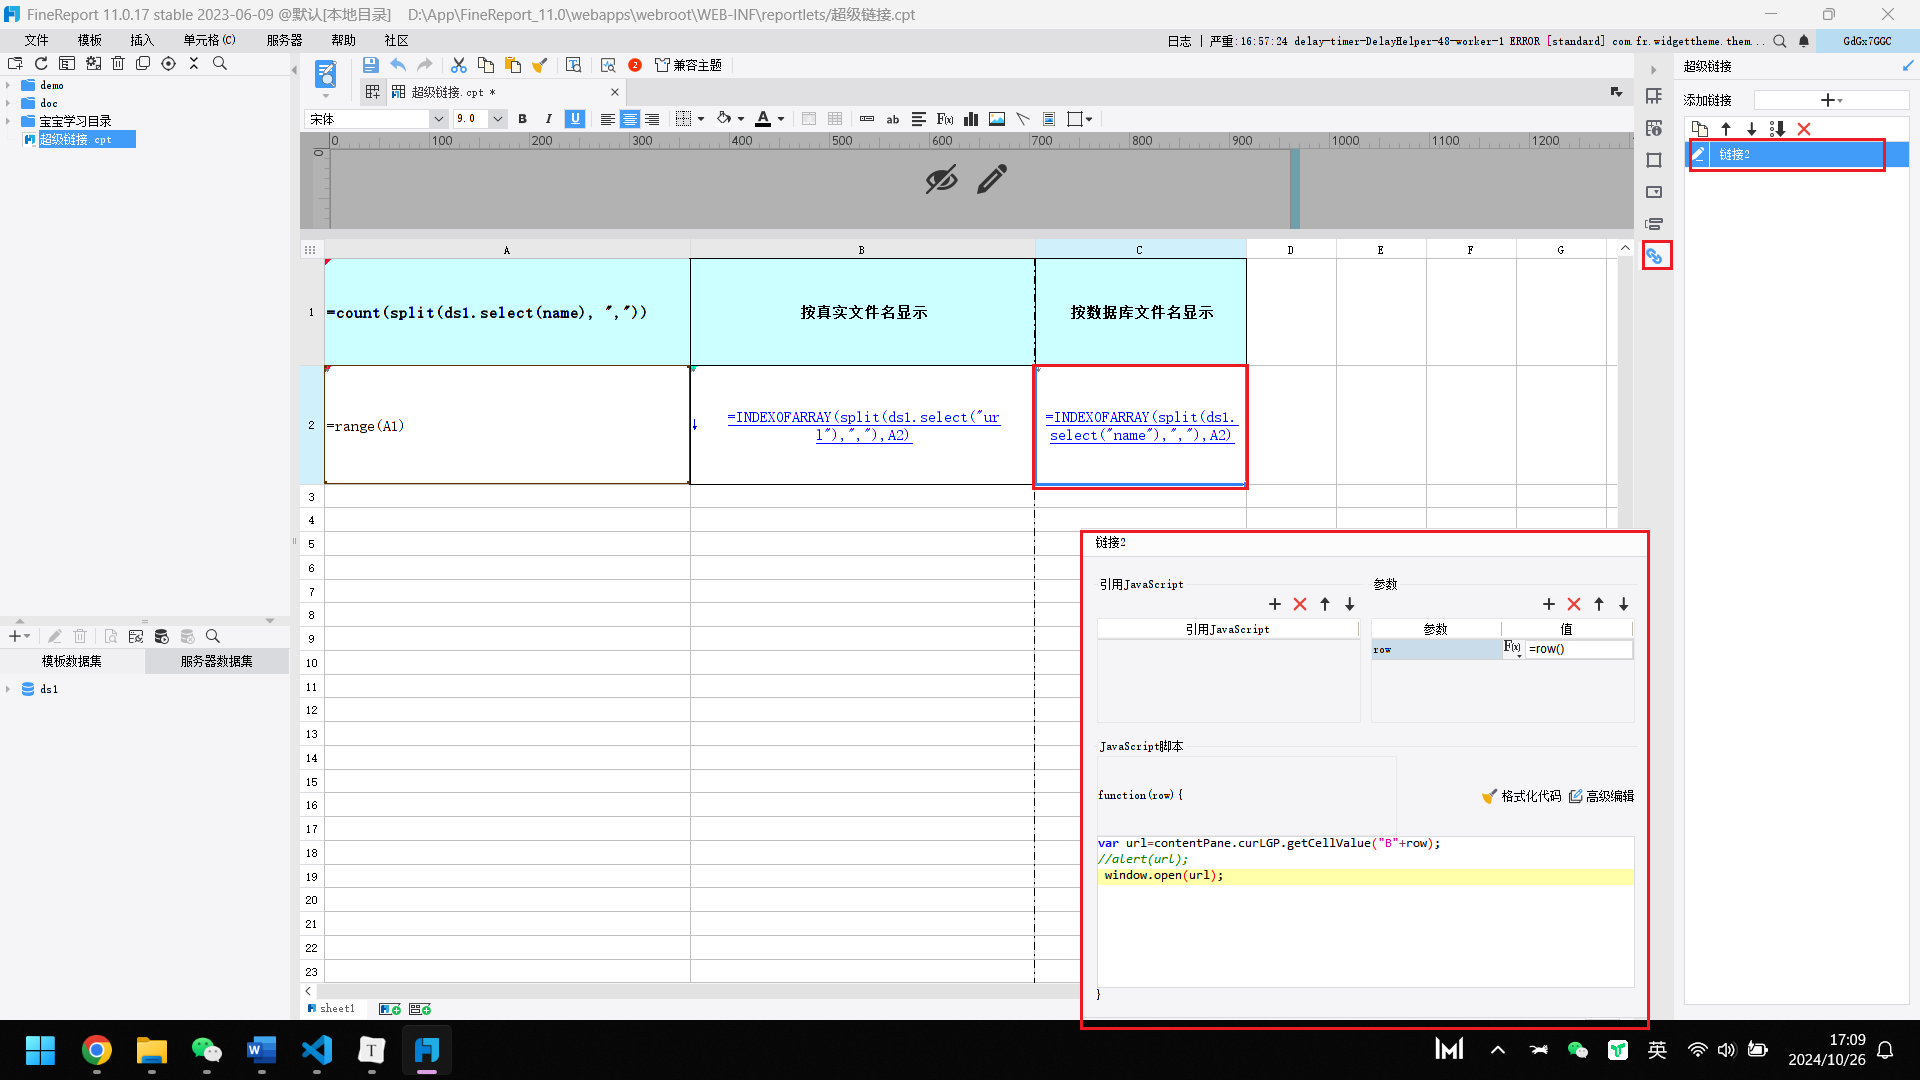 FineReport 11.0.17 stable 2023-06-09 @默认[本地目录]    D:\App\FineReport_11.0\webapps\webroot\WEB-INF\reportlets/超级链接.cpt
文件 模板 插入 单元格(C) 服务器 帮助 社区
日志 | 严重:16:57:24 delay-timer-DelayHelper-48-worker-1 ERROR [standard] com.fr.widgettheme.them...
GdGx7GGC
demo
doc
宝宝学习目录
超级链接.cpt
2
兼容主题
超级链接.cpt *
宋体 9.0 B I U
ab F(x)
0 100 200 300 400 500 600 700 800 900 1000 1100 1200
0
A B C D E F G
1 =count(split(ds1.select(name), ",")) 按真实文件名显示 按数据库文件名显示
2 =range(A1)
=INDEXOFARRAY(split(ds1.select("ur
l"),","),A2)
=INDEXOFARRAY(split(ds1.
select("name"),","),A2)
3
4
5
6
7
8
9
10
11
12
13
14
15
16
17
18
19
20
21
22
23
sheet1
模板数据集 服务器数据集
ds1
超级链接
添加链接
链接2
链接2
引用JavaScript
参数
引用JavaScript
参数 值
row F(x) =row()
JavaScript脚本
function(row){
格式化代码 高级编辑
var url=contentPane.curLGP.getCellValue("B"+row);
//alert(url);
window.open(url);
}
英
17:09
2024/10/26